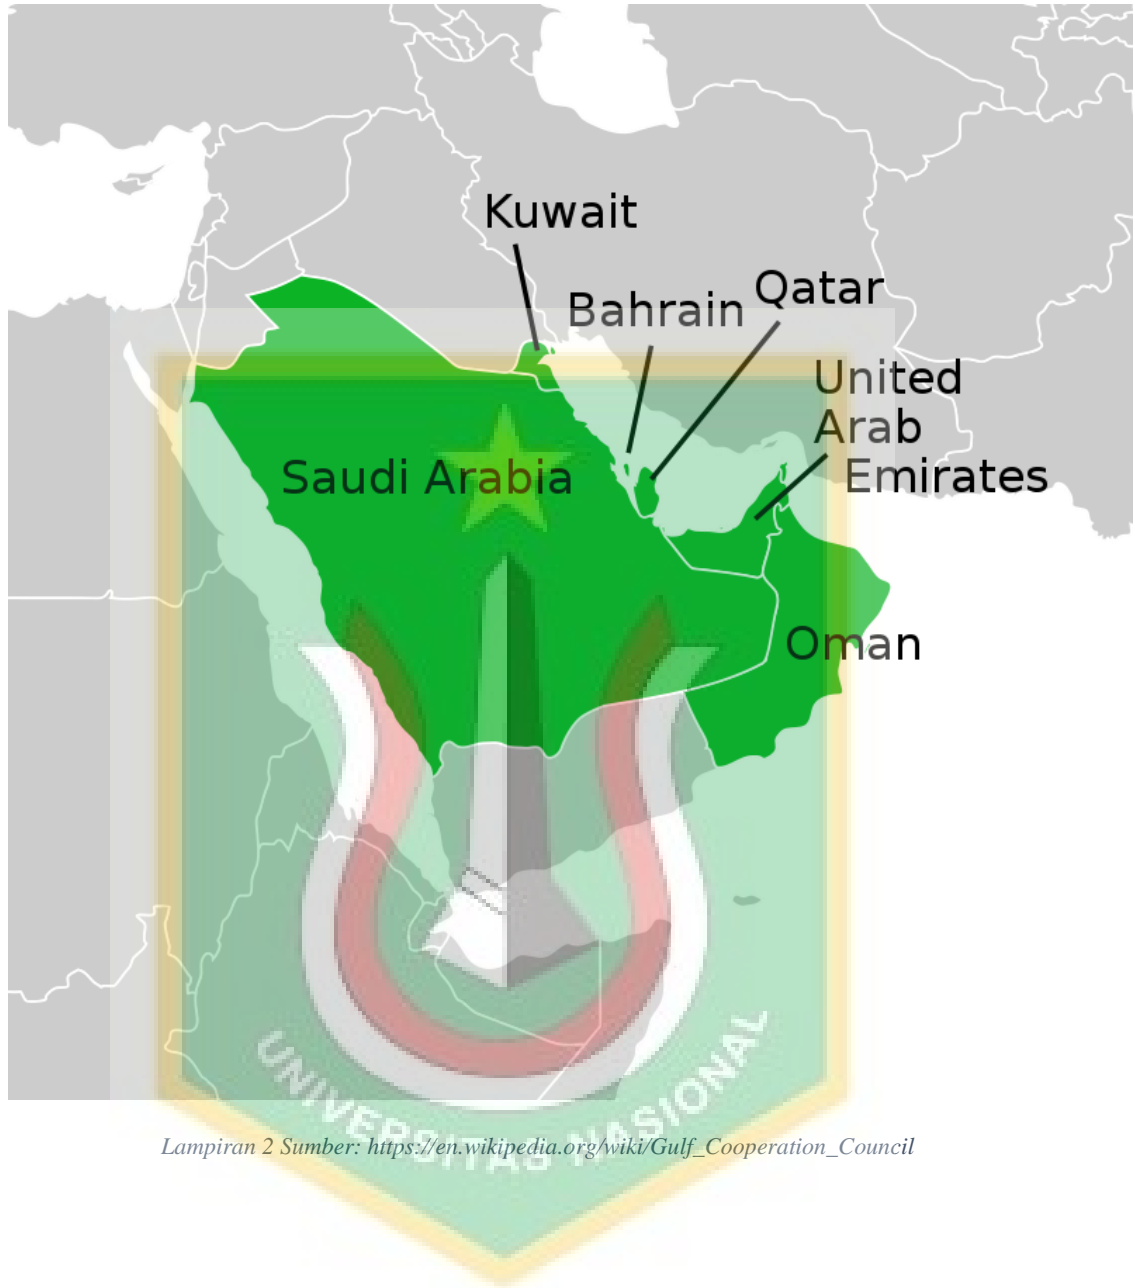 Kuwait
Qatar
Bahrain
United
Arab
Emirates
Saudi Arabia
Oman
UNIVERSITAS NASIONAL
Lampiran 2 Sumber: https://en.wikipedia.org/wiki/Gulf_Cooperation_Council